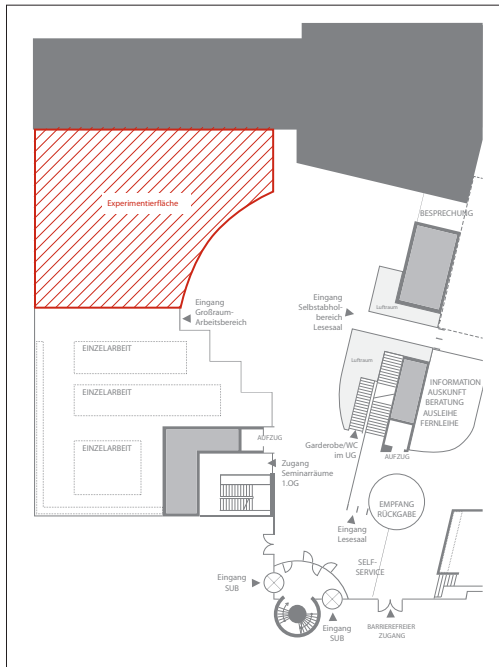 Experimentierfläche
BESPRECHUNG
Luftraum
Eingang
Selbstabhol-
bereich
Lesesaal
Eingang
Großraum-
Arbeitsbereich
EINZELARBEIT
EINZELARBEIT
EINZELARBEIT
Luftraum
INFORMATION
AUSKUNFT
BERATUNG
AUSLEIHE
FERNLEIHE
AUFZUG
Garderobe/WC
im UG
AUFZUG
Zugang
Seminarräume
1.OG
EMPFANG
RÜCKGABE
Eingang
Lesesaal
SELF-
SERVICE
Eingang
SUB
Eingang
SUB
BARRIEREFREIER
ZUGANG